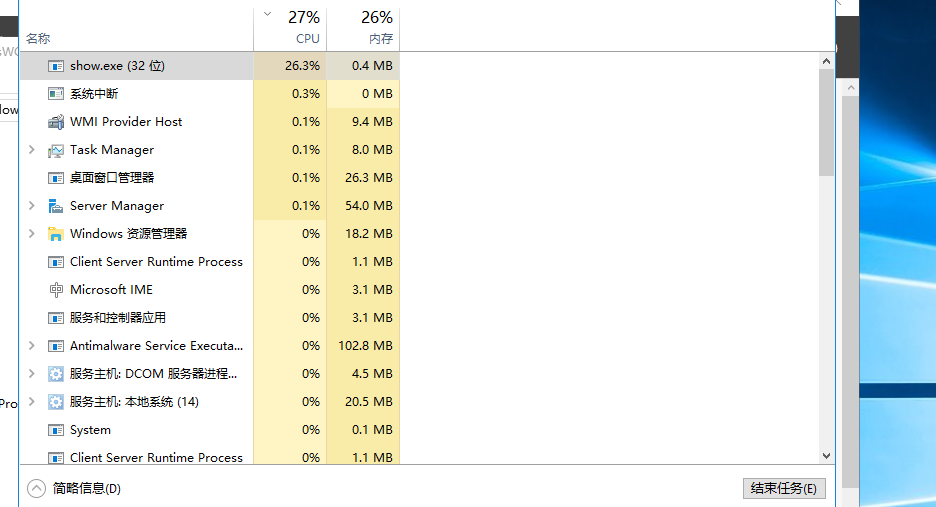 27% 26%
名称 CPU 内存
show.exe (32 位) 26.3% 0.4 MB
系统中断 0.3% 0 MB
WMI Provider Host 0.1% 9.4 MB
Task Manager 0.1% 8.0 MB
桌面窗口管理器 0.1% 26.3 MB
Server Manager 0.1% 54.0 MB
Windows 资源管理器 0% 18.2 MB
Client Server Runtime Process 0% 1.1 MB
Microsoft IME 0% 3.1 MB
服务和控制器应用 0% 3.1 MB
Antimalware Service Executa... 0% 102.8 MB
服务主机: DCOM 服务器进程... 0% 4.5 MB
服务主机: 本地系统 (14) 0% 20.5 MB
System 0% 0.1 MB
Client Server Runtime Process 0% 1.1 MB
简略信息(D) 结束任务(E)